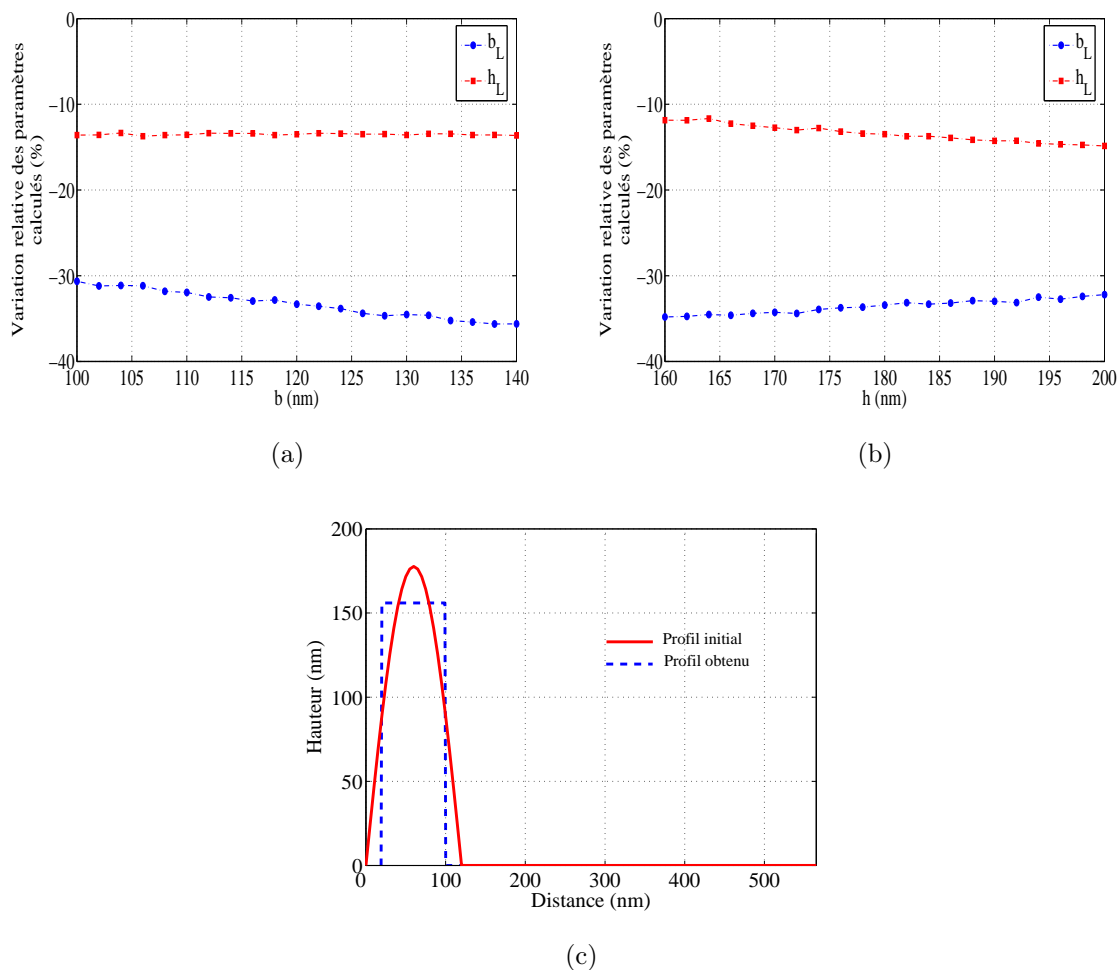 Variation relative des paramètres
calculés (%)
0
−10
−20
−30
−40
100 105 110 115 120 125 130 135 140
b (nm)
b_L
h_L
(a)
Variation relative des paramètres
calculés (%)
0
−10
−20
−30
−40
160 165 170 175 180 185 190 195 200
h (nm)
b_L
h_L
(b)
Hauteur (nm)
200
150
100
50
0
0 100 200 300 400 500
Distance (nm)
Profil initial
Profil obtenu
(c)